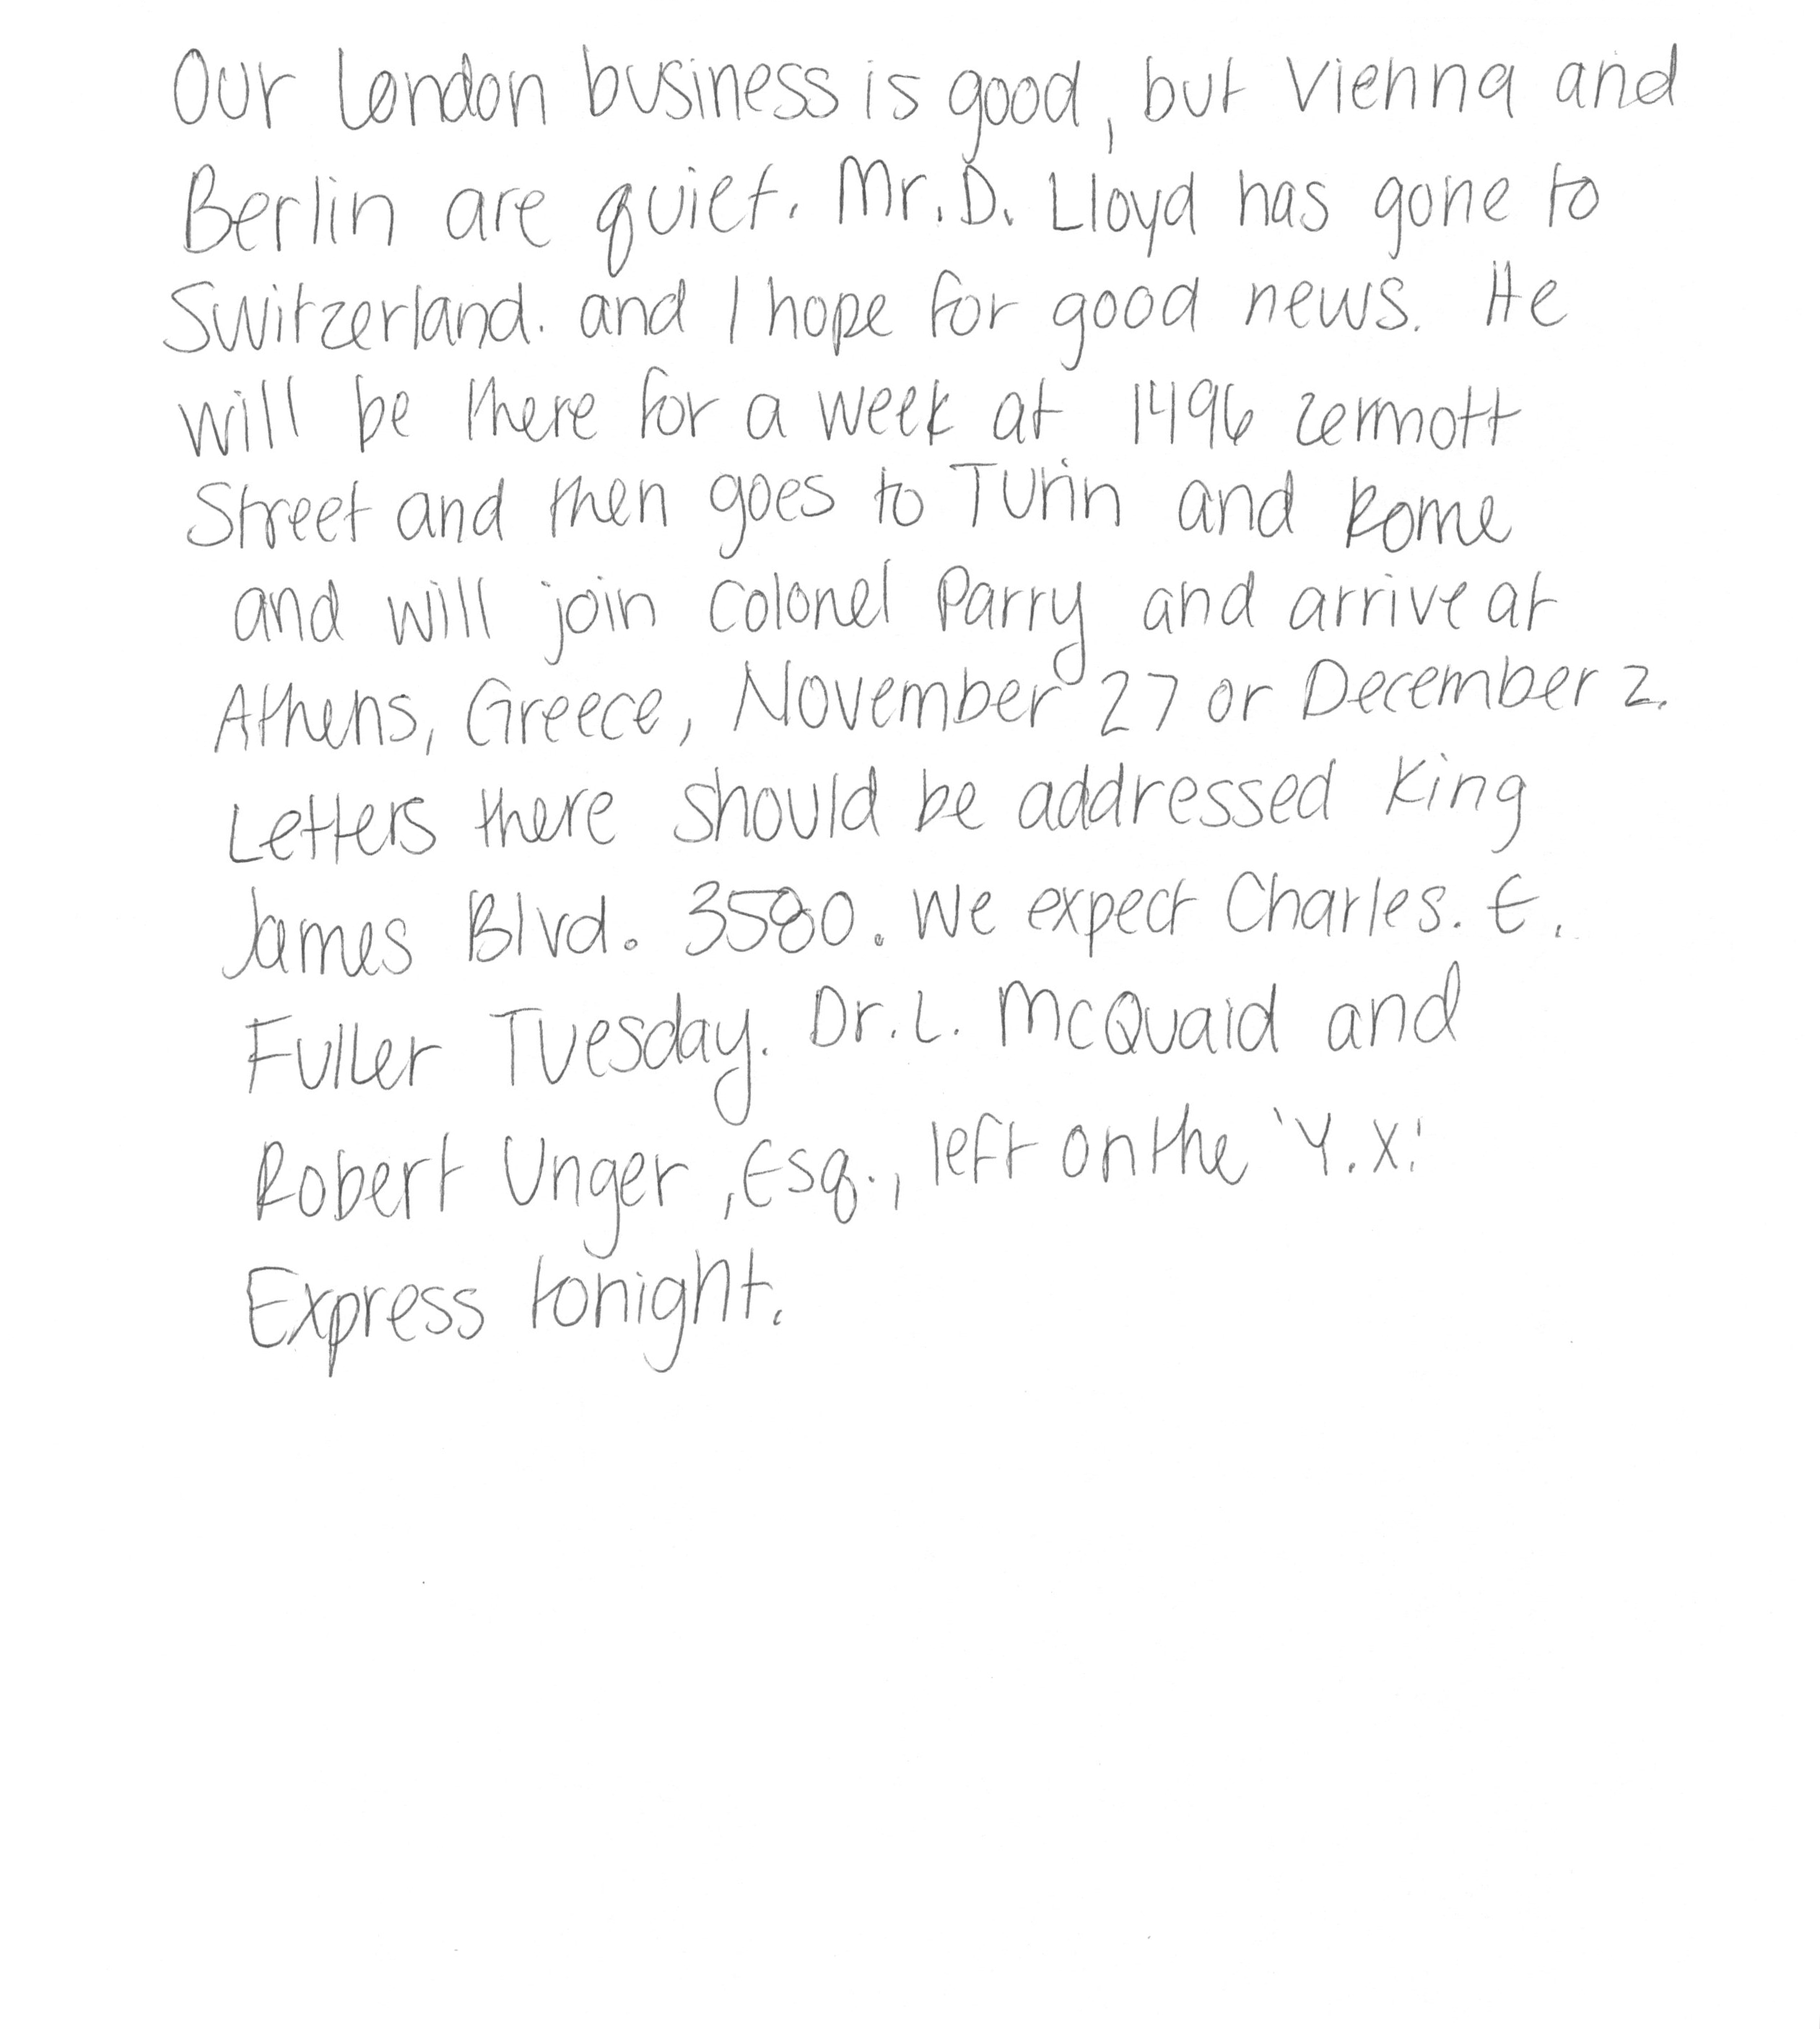 Our London business is good, but Vienna and
Berlin are quiet. Mr. D. Lloyd has gone to
Switzerland. and I hope for good news. He
will be there for a week at 1496 zermott
Street and then goes to Turin and Rome
and will join Colonel Parry and arrive at
Athens, Greece, November 27 or December 2.
Letters there should be addressed King
James Blvd. 3580. We expect Charles. E.
Fuller Tuesday. Dr. L. McQuaid and
Robert Unger, Esq., left on the 'Y.X.'
Express tonight.